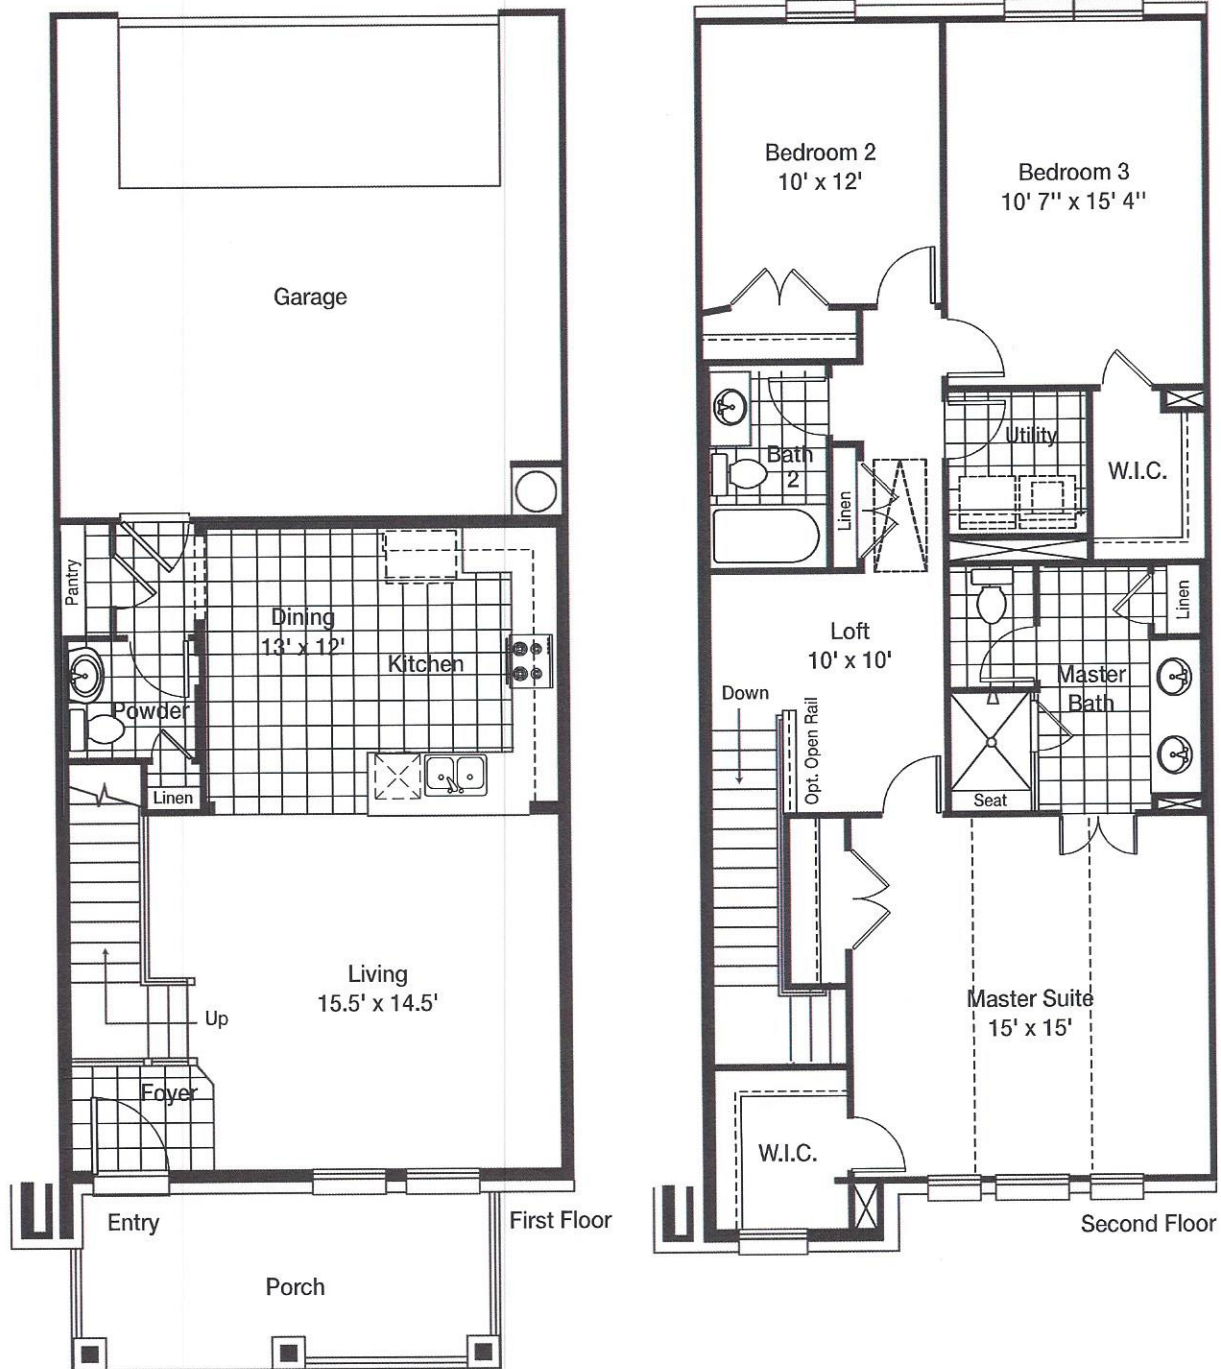 Garage
Pantry
Dining
13' x 12'
Kitchen
Powder
Linen
Living
15.5' x 14.5'
Up
Foyer
Entry
First Floor
Porch
Bedroom 2
10' x 12'
Bedroom 3
10' 7'' x 15' 4''
Bath
2
Linen
Utility
W.I.C.
Loft
10' x 10'
Down
Opt. Open Rail
Linen
Master
Bath
Seat
Master Suite
15' x 15'
W.I.C.
Second Floor